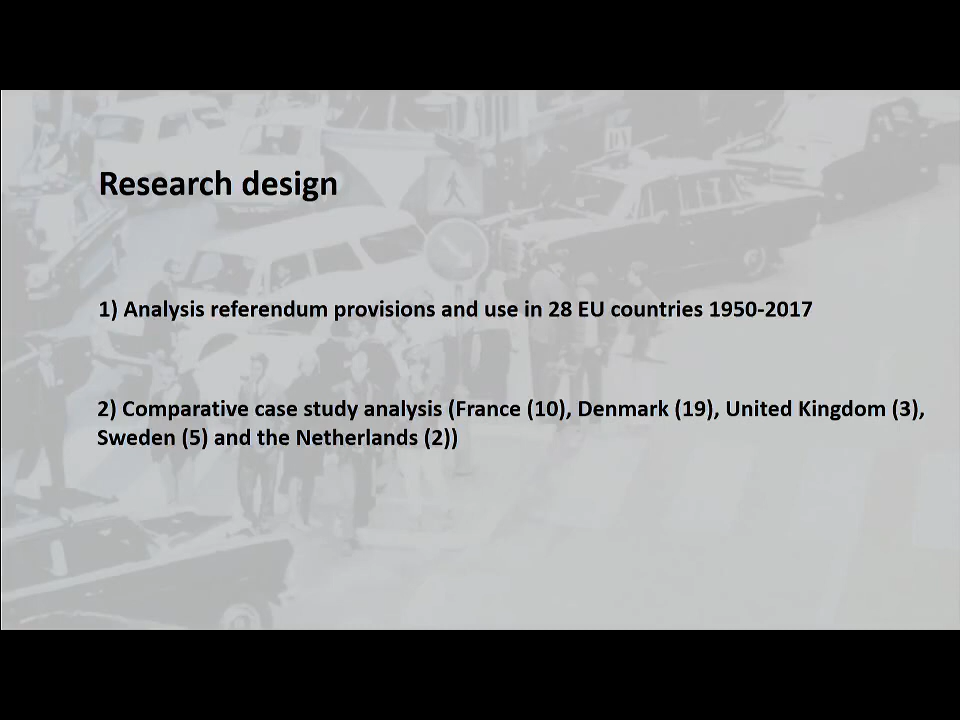 Research design
1) Analysis referendum provisions and use in 28 EU countries 1950-2017
2) Comparative case study analysis (France (10), Denmark (19), United Kingdom (3),
Sweden (5) and the Netherlands (2))